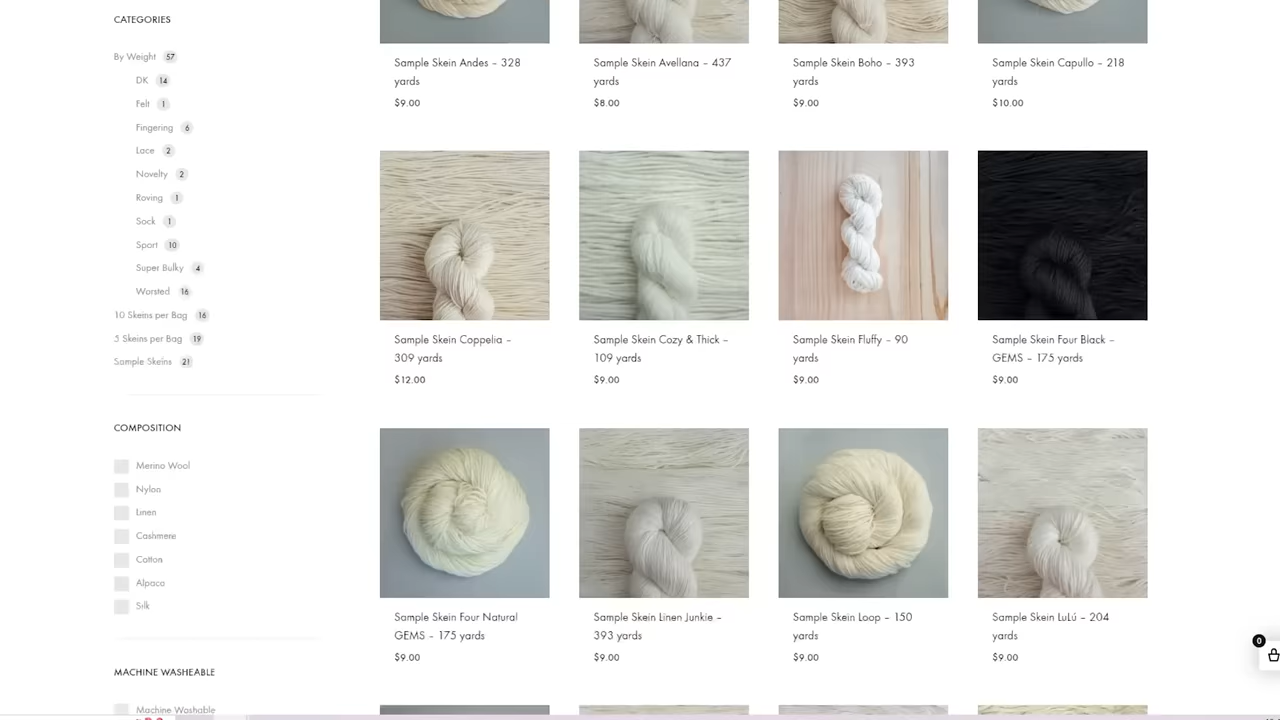 CATEGORIES
By Weight 57
DK 14
Felt 1
Fingering 6
Lace 2
Novelty 2
Roving 1
Sock 1
Sport 10
Super Bulky 4
Worsted 16
10 Skeins per Bag 16
5 Skeins per Bag 19
Sample Skeins 21
COMPOSITION
Merino Wool
Nylon
Linen
Cashmere
Cotton
Alpaca
Silk
MACHINE WASHEABLE
Machine Washable
Sample Skein Andes – 328
yards
$9.00
Sample Skein Avellana – 437
yards
$8.00
Sample Skein Boho – 393
yards
$9.00
Sample Skein Capullo – 218
yards
$10.00
Sample Skein Coppelia –
309 yards
$12.00
Sample Skein Cozy & Thick –
109 yards
$9.00
Sample Skein Fluffy – 90
yards
$9.00
Sample Skein Four Black –
GEMS – 175 yards
$9.00
Sample Skein Four Natural
GEMS – 175 yards
$9.00
Sample Skein Linen Junkie –
393 yards
$9.00
Sample Skein Loop – 150
yards
$9.00
Sample Skein LuLú – 204
yards
$9.00
0